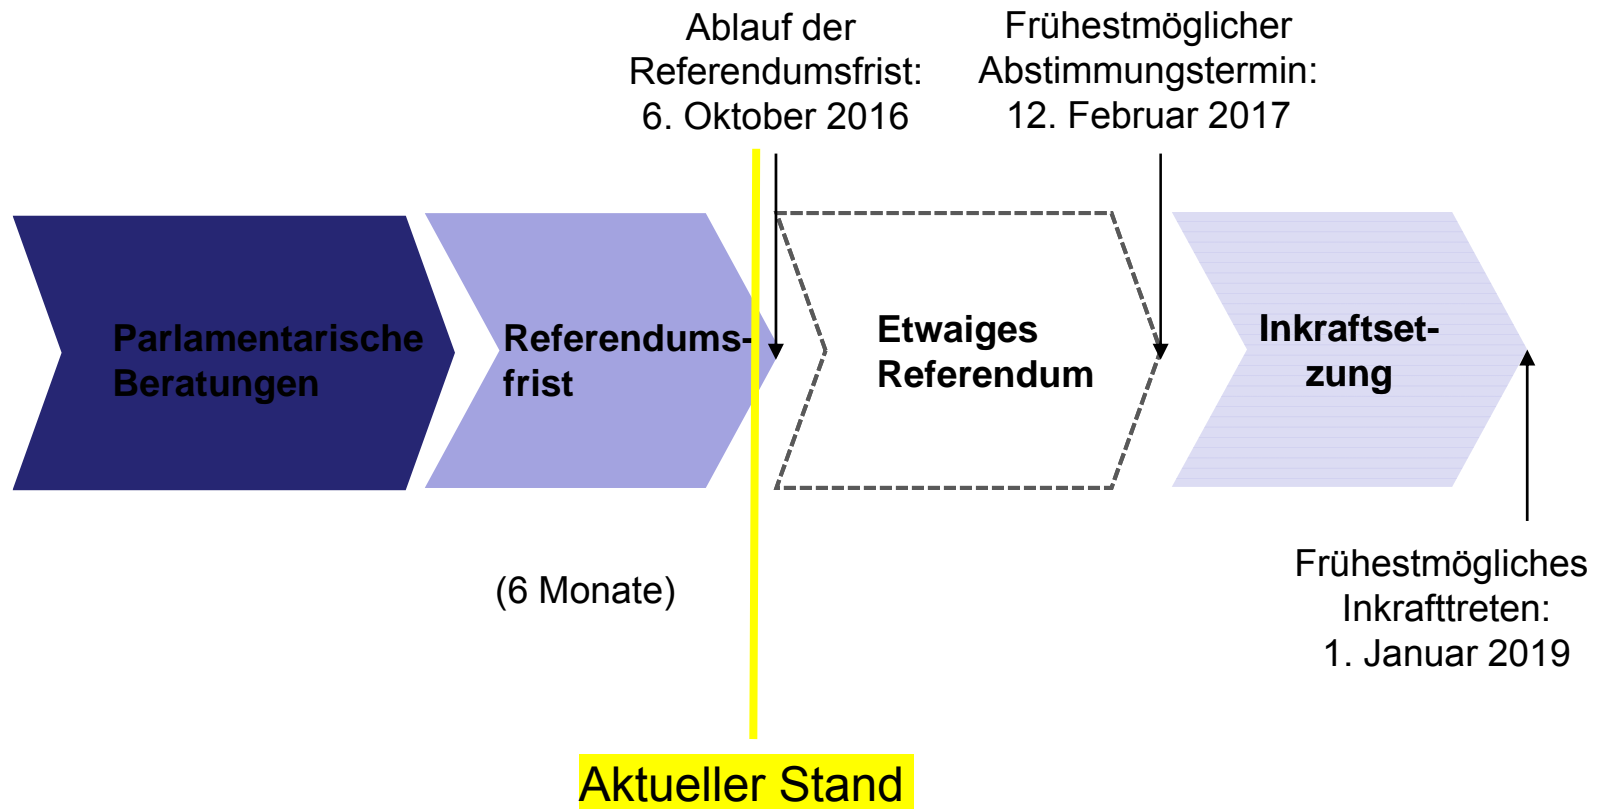 Ablauf der
Referendumsfrist:
6. Oktober 2016
Frühestmöglicher
Abstimmungstermin:
12. Februar 2017
Parlamentarische
Beratungen
Referendums-
frist
Etwaiges
Referendum
Inkraftset-
zung
(6 Monate)
Frühestmögliches
Inkrafttreten:
1. Januar 2019
Aktueller Stand